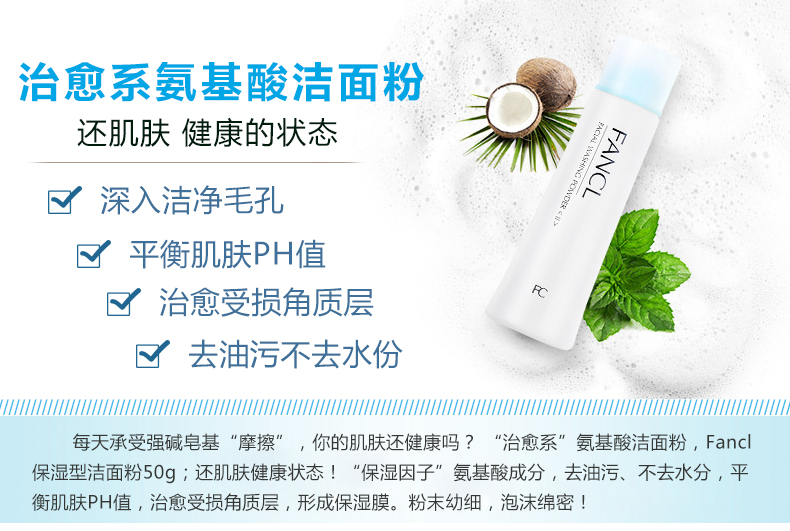 治愈系氨基酸洁面粉
还肌肤 健康的状态
深入洁净毛孔
平衡肌肤PH值
治愈受损角质层
去油污不去水份
FANCL
FACIAL WASHING POWDER <II>
FC
每天承受强碱皂基“摩擦”，你的肌肤还健康吗？ “治愈系”氨基酸洁面粉，Fancl
保湿型洁面粉50g；还肌肤健康状态！“保湿因子”氨基酸成分，去油污、不去水分，平
衡肌肤PH值，治愈受损角质层，形成保湿膜。粉末幼细，泡沫绵密！